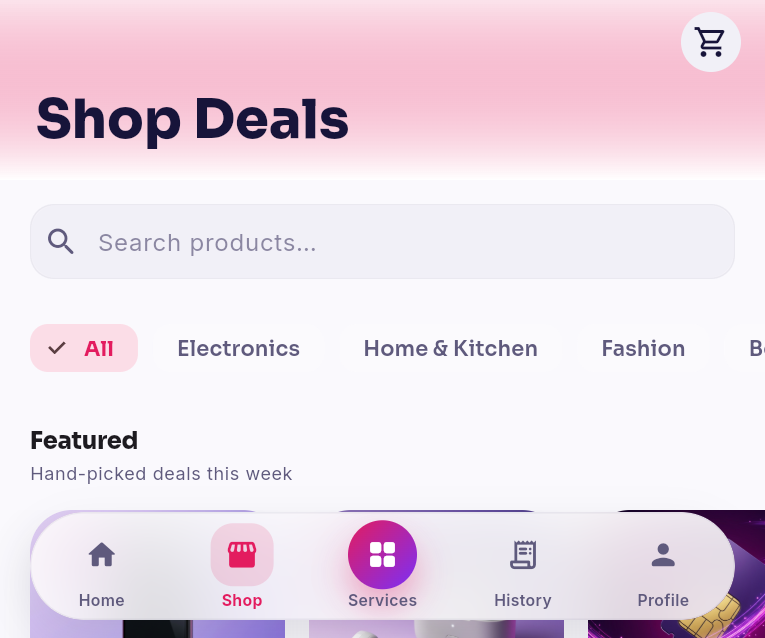 Shop Deals
Search products...
All Electronics Home & Kitchen Fashion
Featured
Hand-picked deals this week
Home Shop Services History Profile